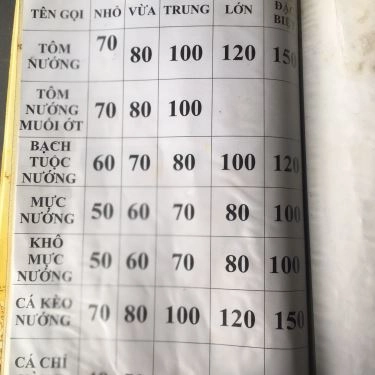 TÊN GỌI NHỎ VỪA TRUNG LỚN ĐẶC BIỆT
TÔM NƯỚNG 70 80 100 120 150
TÔM NƯỚNG MUỐI ỚT 70 80 100
BẠCH TUỘC NƯỚNG 60 70 80 100 120
MỰC NƯỚNG 50 60 70 80 100
KHÔ MỰC NƯỚNG 50 60 70 80 100
CÁ KÈO NƯỚNG 70 80 100 120 150
CÁ CHỈ